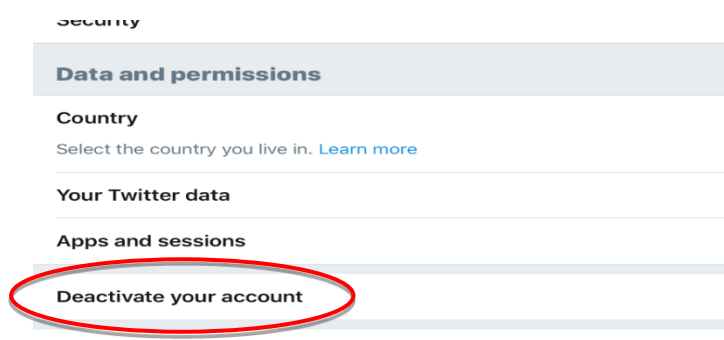 Security
Data and permissions
Country
Select the country you live in. Learn more
Your Twitter data
Apps and sessions
Deactivate your account